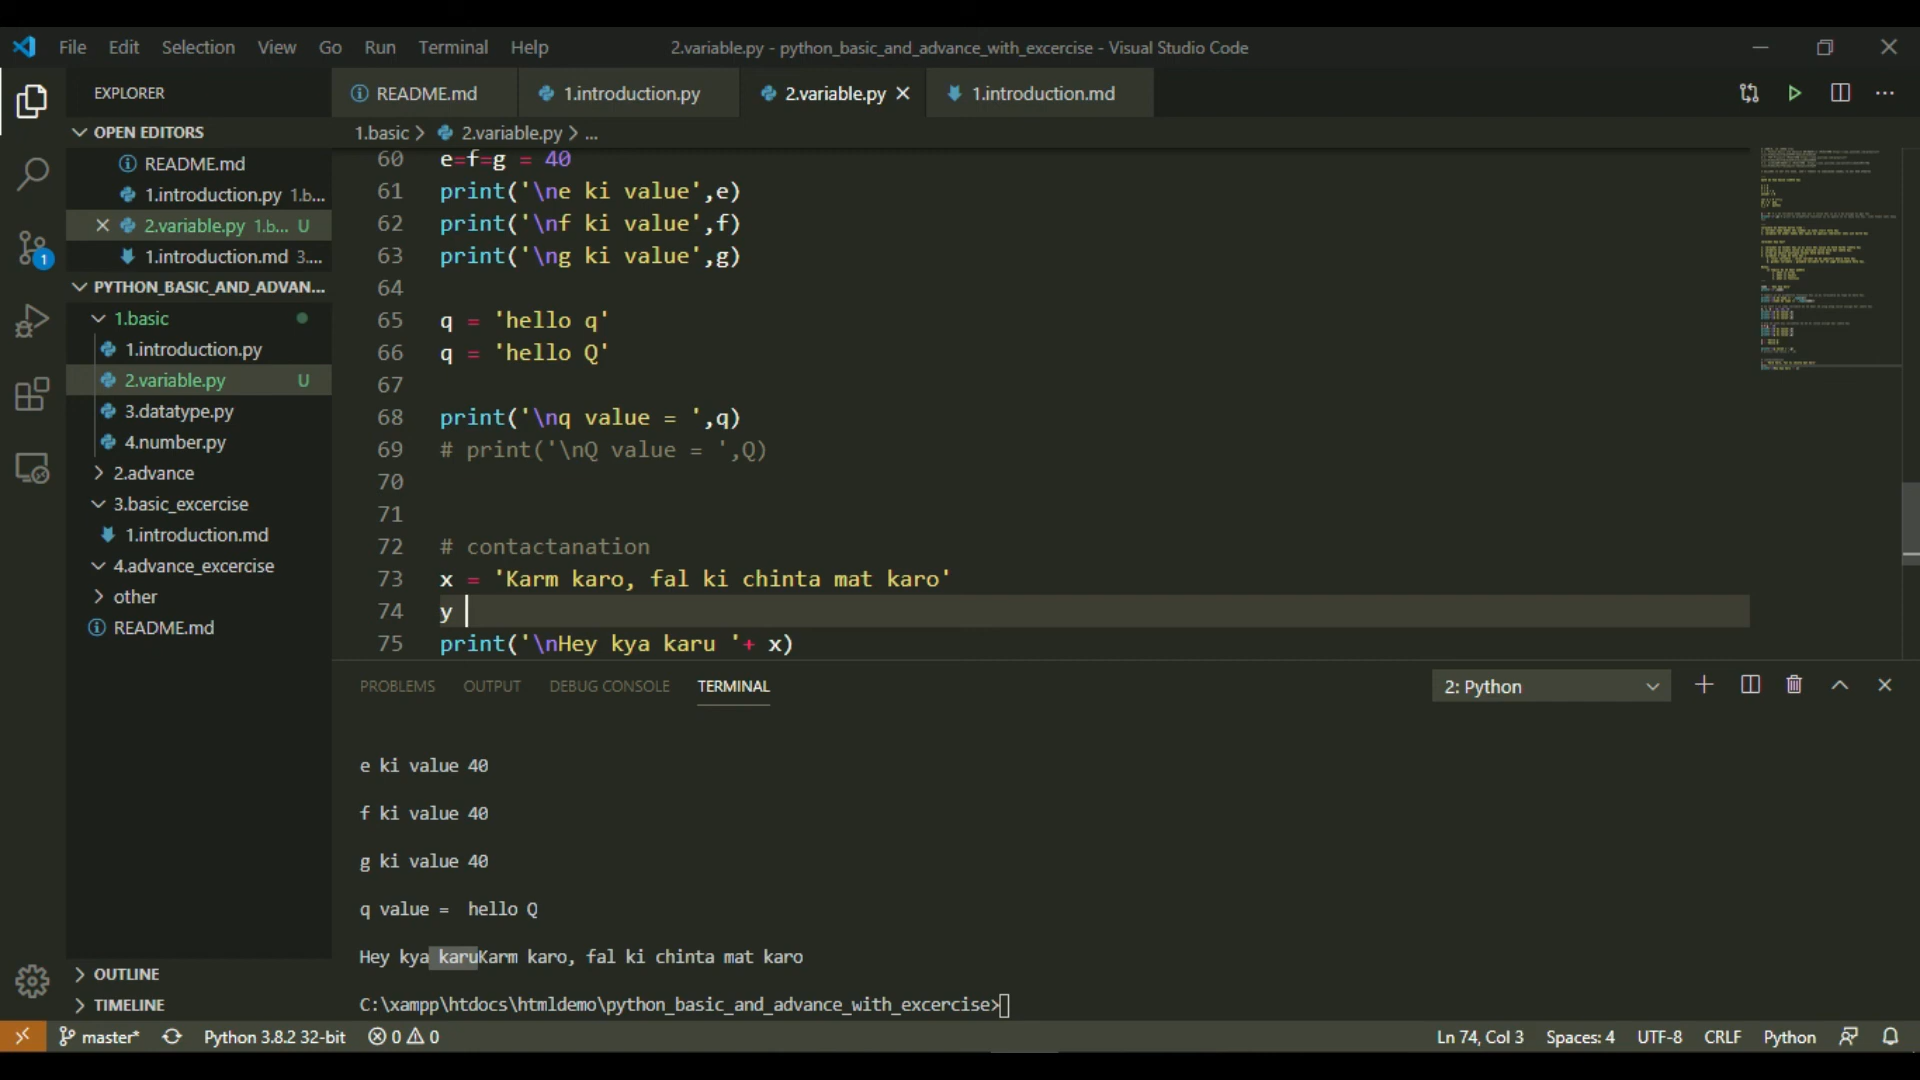 File Edit Selection View Go Run Terminal Help 2.variable.py - python_basic_and_advance_with_excercise - Visual Studio Code
EXPLORER
OPEN EDITORS
README.md
1.introduction.py 1.b...
2.variable.py 1.b... U
1.introduction.md 3....
PYTHON_BASIC_AND_ADVAN...
1.basic
1.introduction.py
2.variable.py U
3.datatype.py
4.number.py
2.advance
3.basic_excercise
1.introduction.md
4.advance_excercise
other
README.md
OUTLINE
TIMELINE
1
README.md 1.introduction.py 2.variable.py 1.introduction.md
1.basic > 2.variable.py > ...
60 e=f=g = 40
61 print('\ne ki value',e)
62 print('\nf ki value',f)
63 print('\ng ki value',g)
64
65 q = 'hello q'
66 q = 'hello Q'
67
68 print('\nq value = ',q)
69 # print('\nQ value = ',Q)
70
71
72 # contactanation
73 x = 'Karm karo, fal ki chinta mat karo'
74 y
75 print('\nHey kya karu '+ x)
PROBLEMS OUTPUT DEBUG CONSOLE TERMINAL 2: Python
e ki value 40
f ki value 40
g ki value 40
q value =  hello Q
Hey kya karuKarm karo, fal ki chinta mat karo
C:\xampp\htdocs\htmldemo\python_basic_and_advance_with_excercise>
master* Python 3.8.2 32-bit 0 0 Ln 74, Col 3 Spaces: 4 UTF-8 CRLF Python